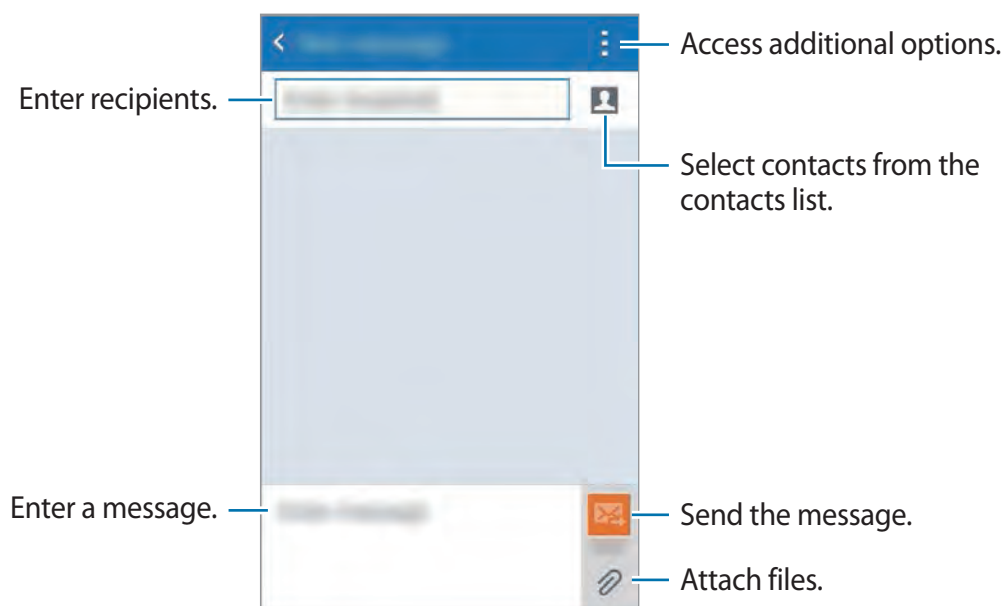 Access additional options.
Enter recipients.
Select contacts from the
contacts list.
Enter a message.
Send the message.
Attach files.